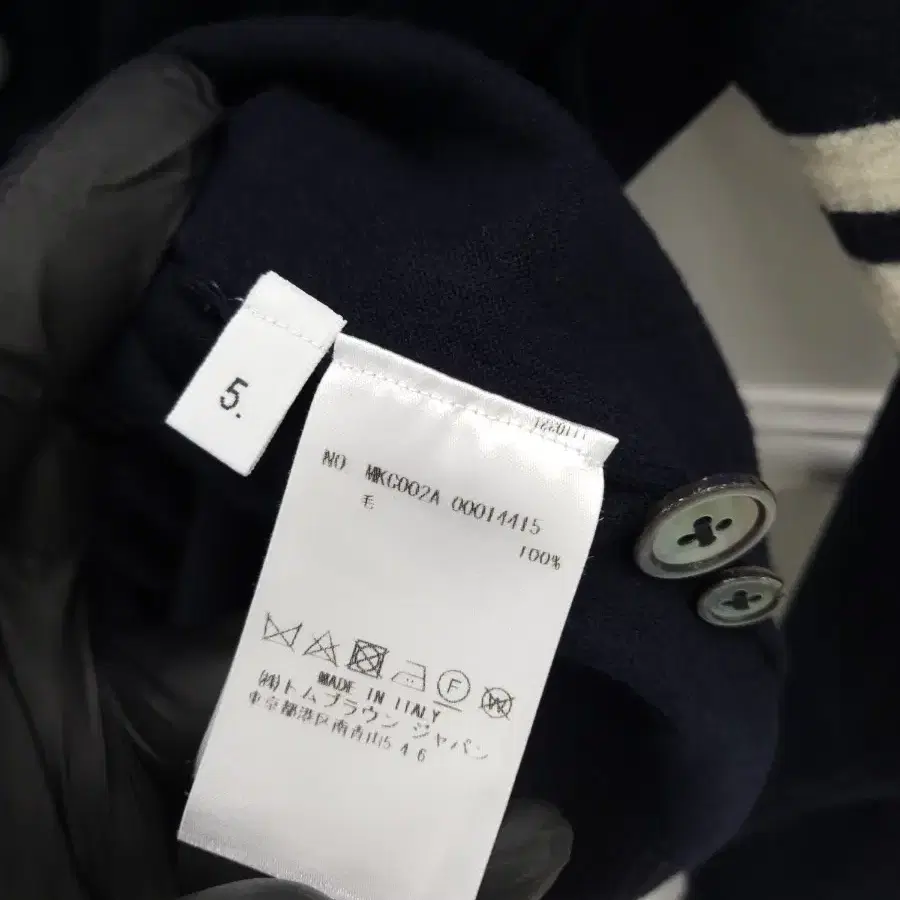 5.
NO MKG002A 00014415
毛
100%
F
W
MADE IN ITALY
㈱トムブラウン ジャパン
東京都港区南青山5 4 6